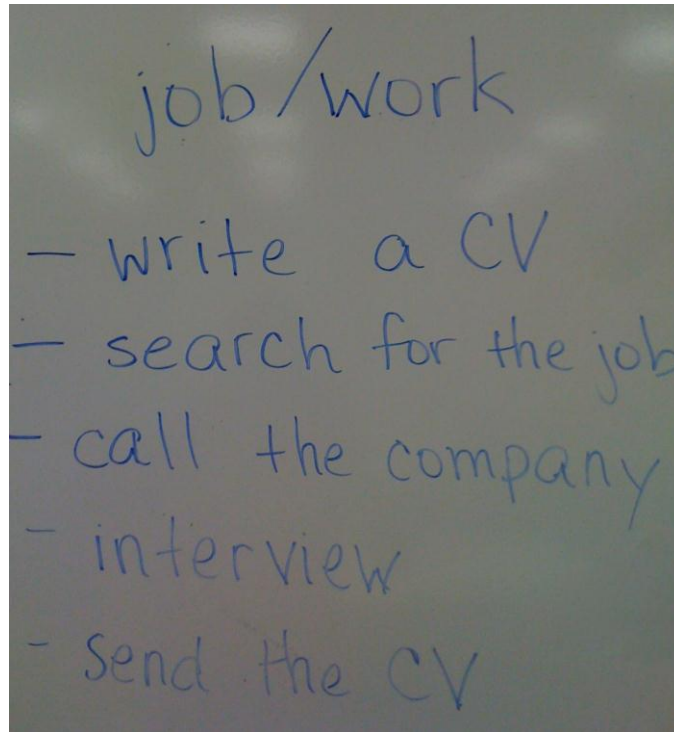 job/work
- write a CV
- search for the job
- call the company
- interview
- send the CV